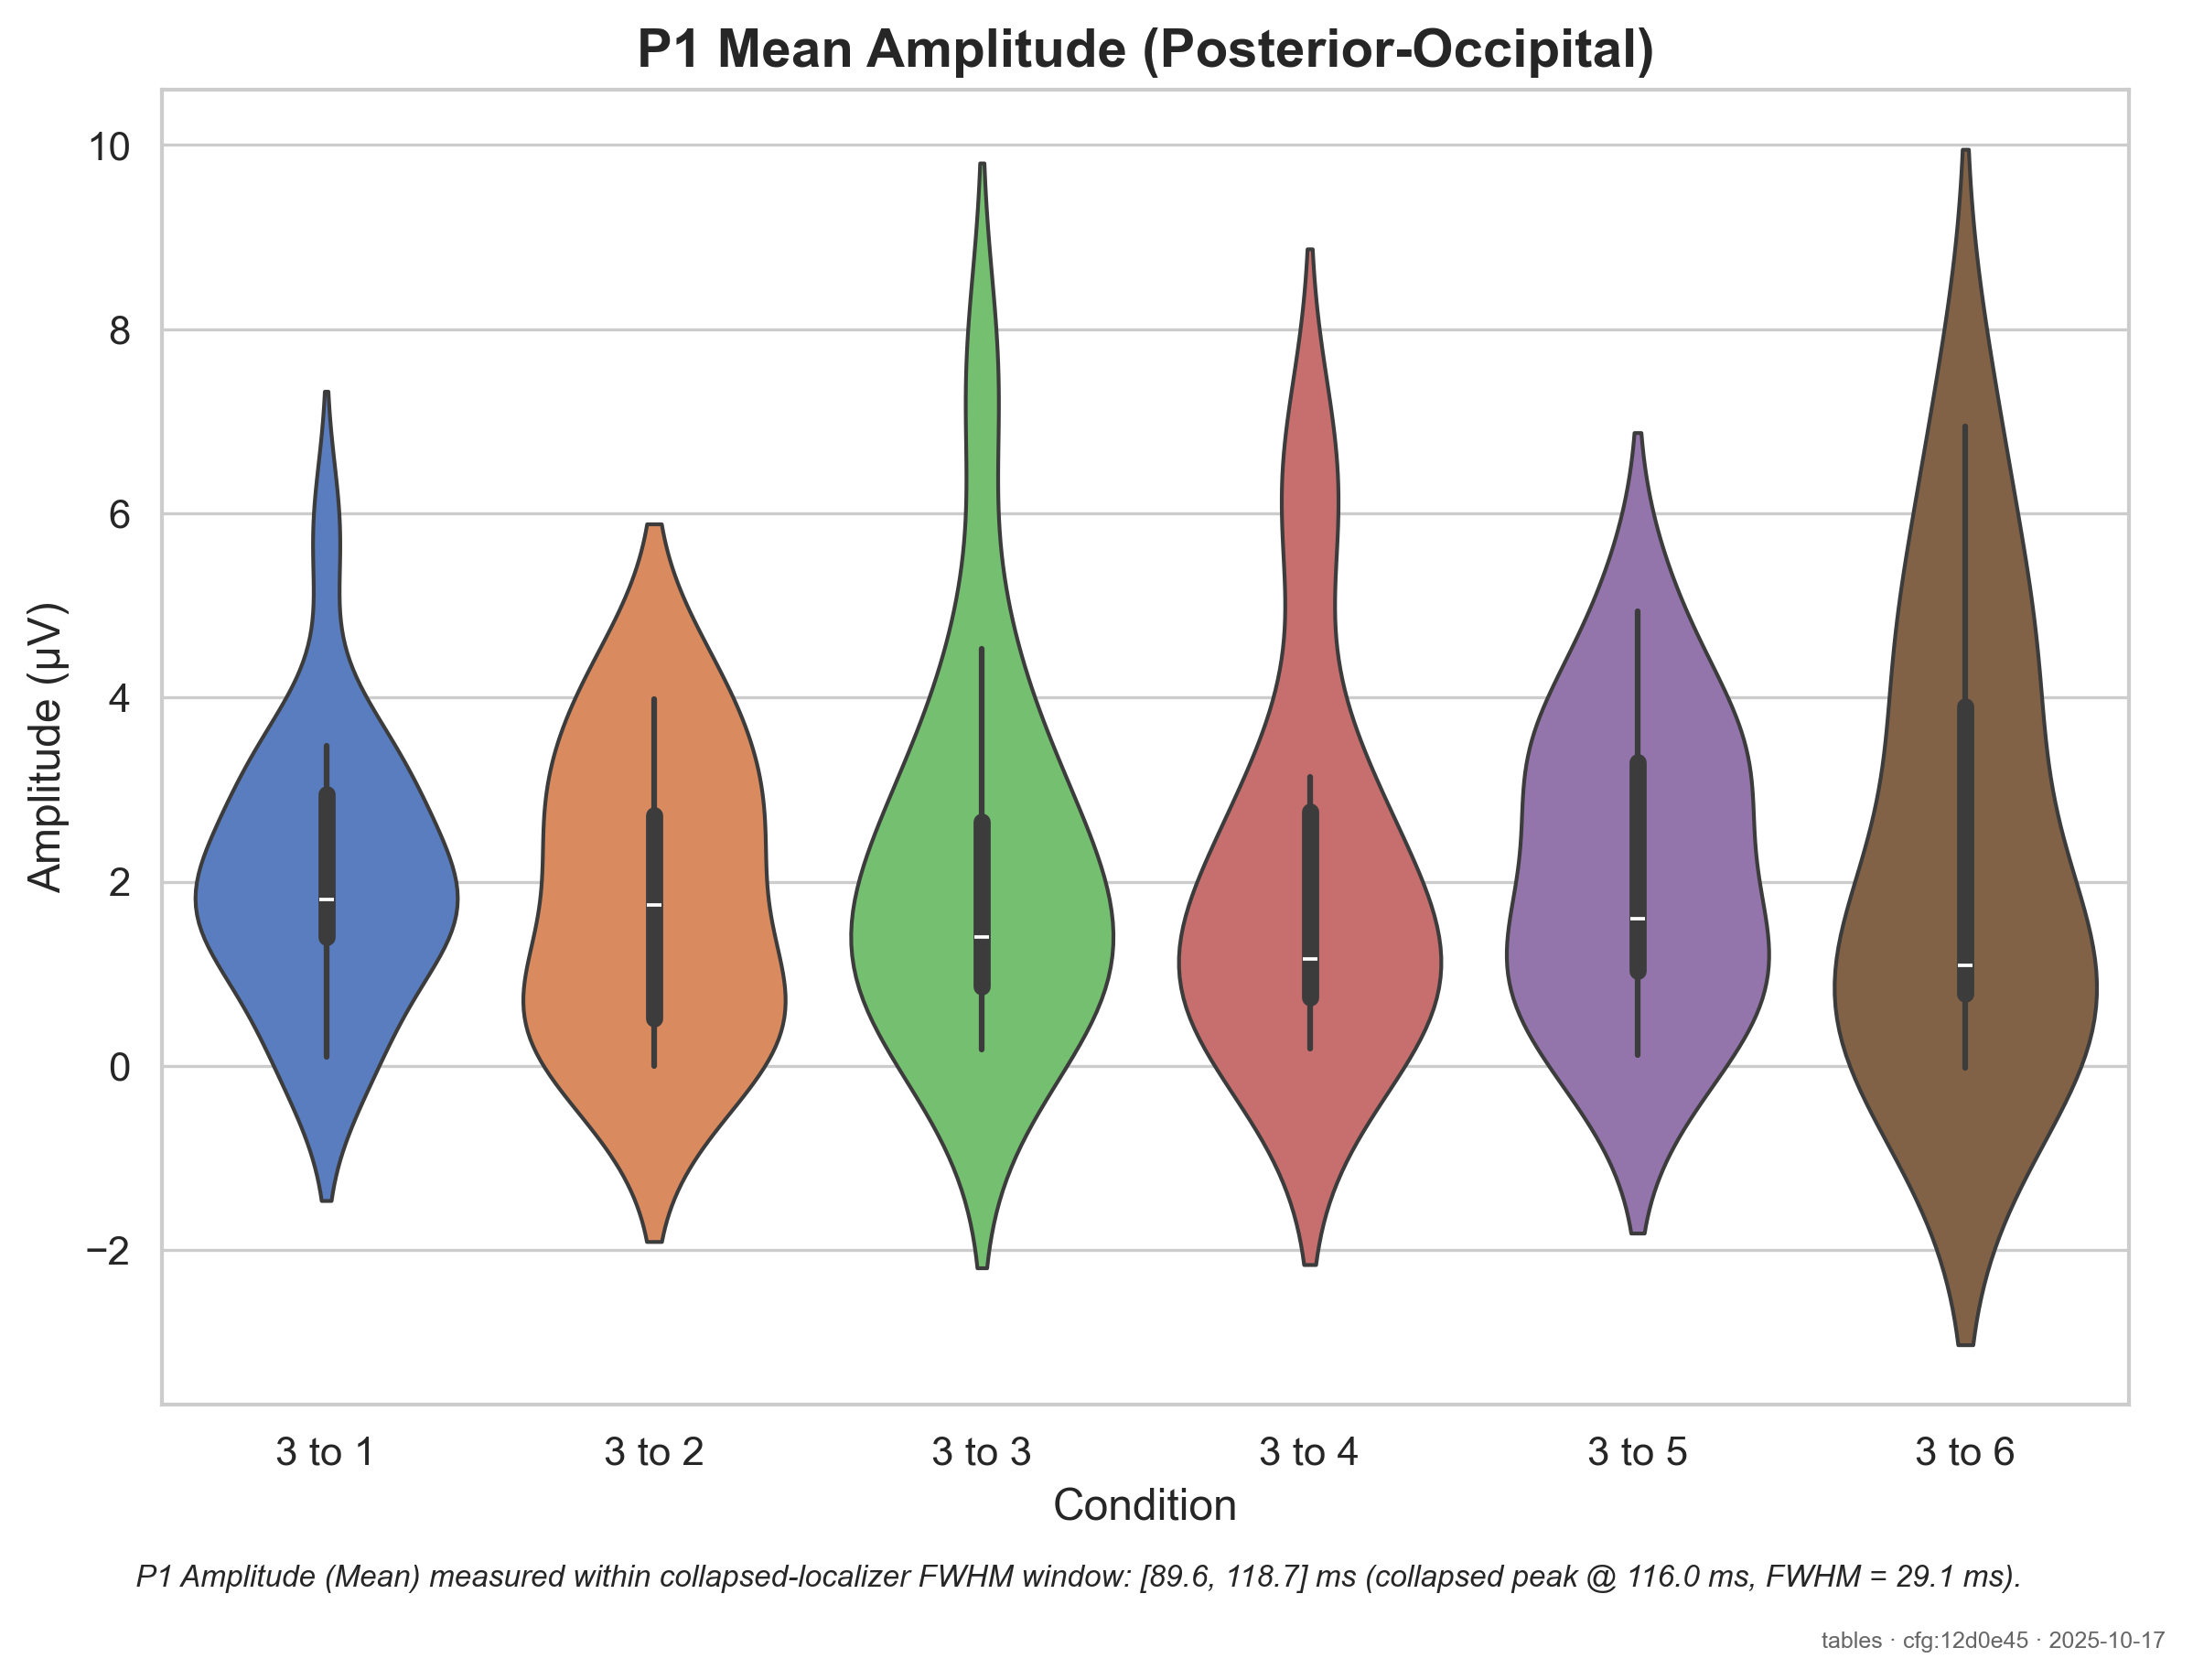 P1 Mean Amplitude (Posterior-Occipital)
10
8
6
4
2
0
−2
Amplitude (µV)
3 to 1 3 to 2 3 to 3 3 to 4 3 to 5 3 to 6
Condition
P1 Amplitude (Mean) measured within collapsed-localizer FWHM window: [89.6, 118.7] ms (collapsed peak @ 116.0 ms, FWHM = 29.1 ms).
tables · cfg:12d0e45 · 2025-10-17